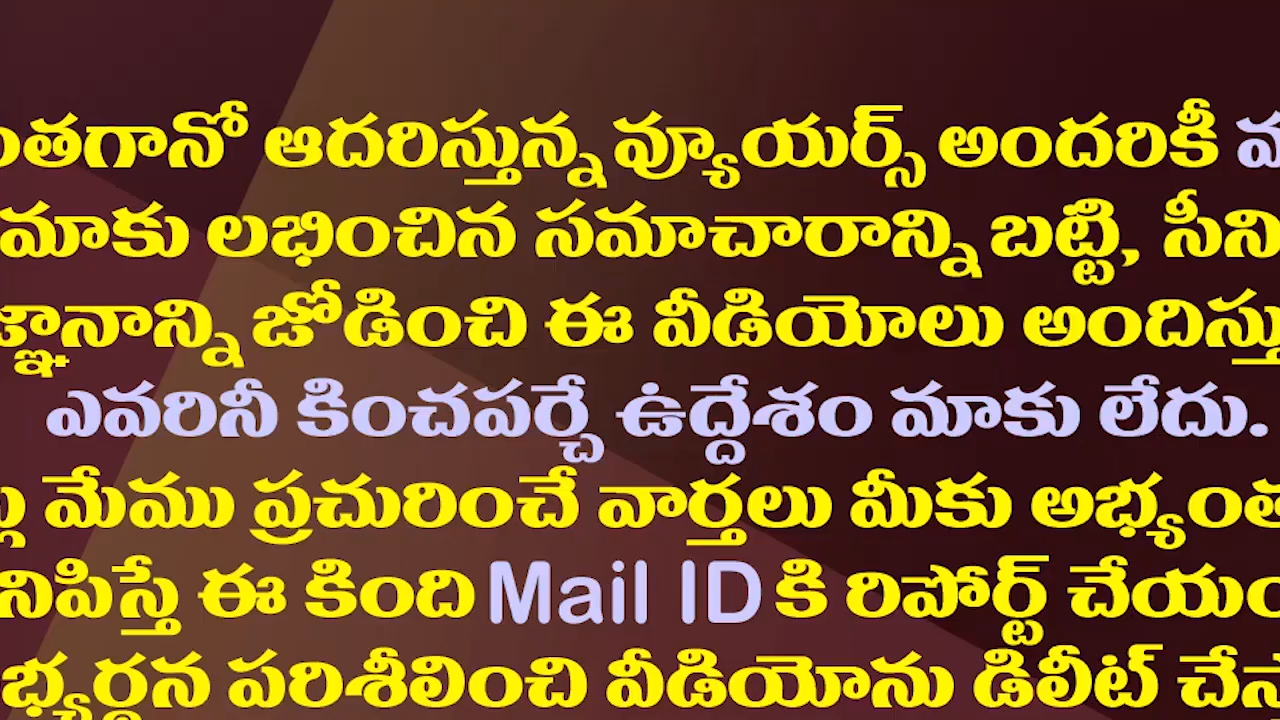 ంతగానో ఆదరిస్తున్న వ్యూయర్స్ అందరికీ
మాకు లభించిన సమాచారాన్ని బట్టి, సీని
జ్ఞానాన్ని జోడించి ఈ వీడియోలు అందిస్తు
ఎవరినీ కించపర్చే ఉద్దేశం మాకు లేదు.
మేము ప్రచురించే వార్తలు మీకు అభ్యంత
నిపిస్తే ఈ కింది Mail ID కి రిపోర్ట్ చేయం
భ్యర్థన పరిశీలించి వీడియోను డిలీట్ చేస